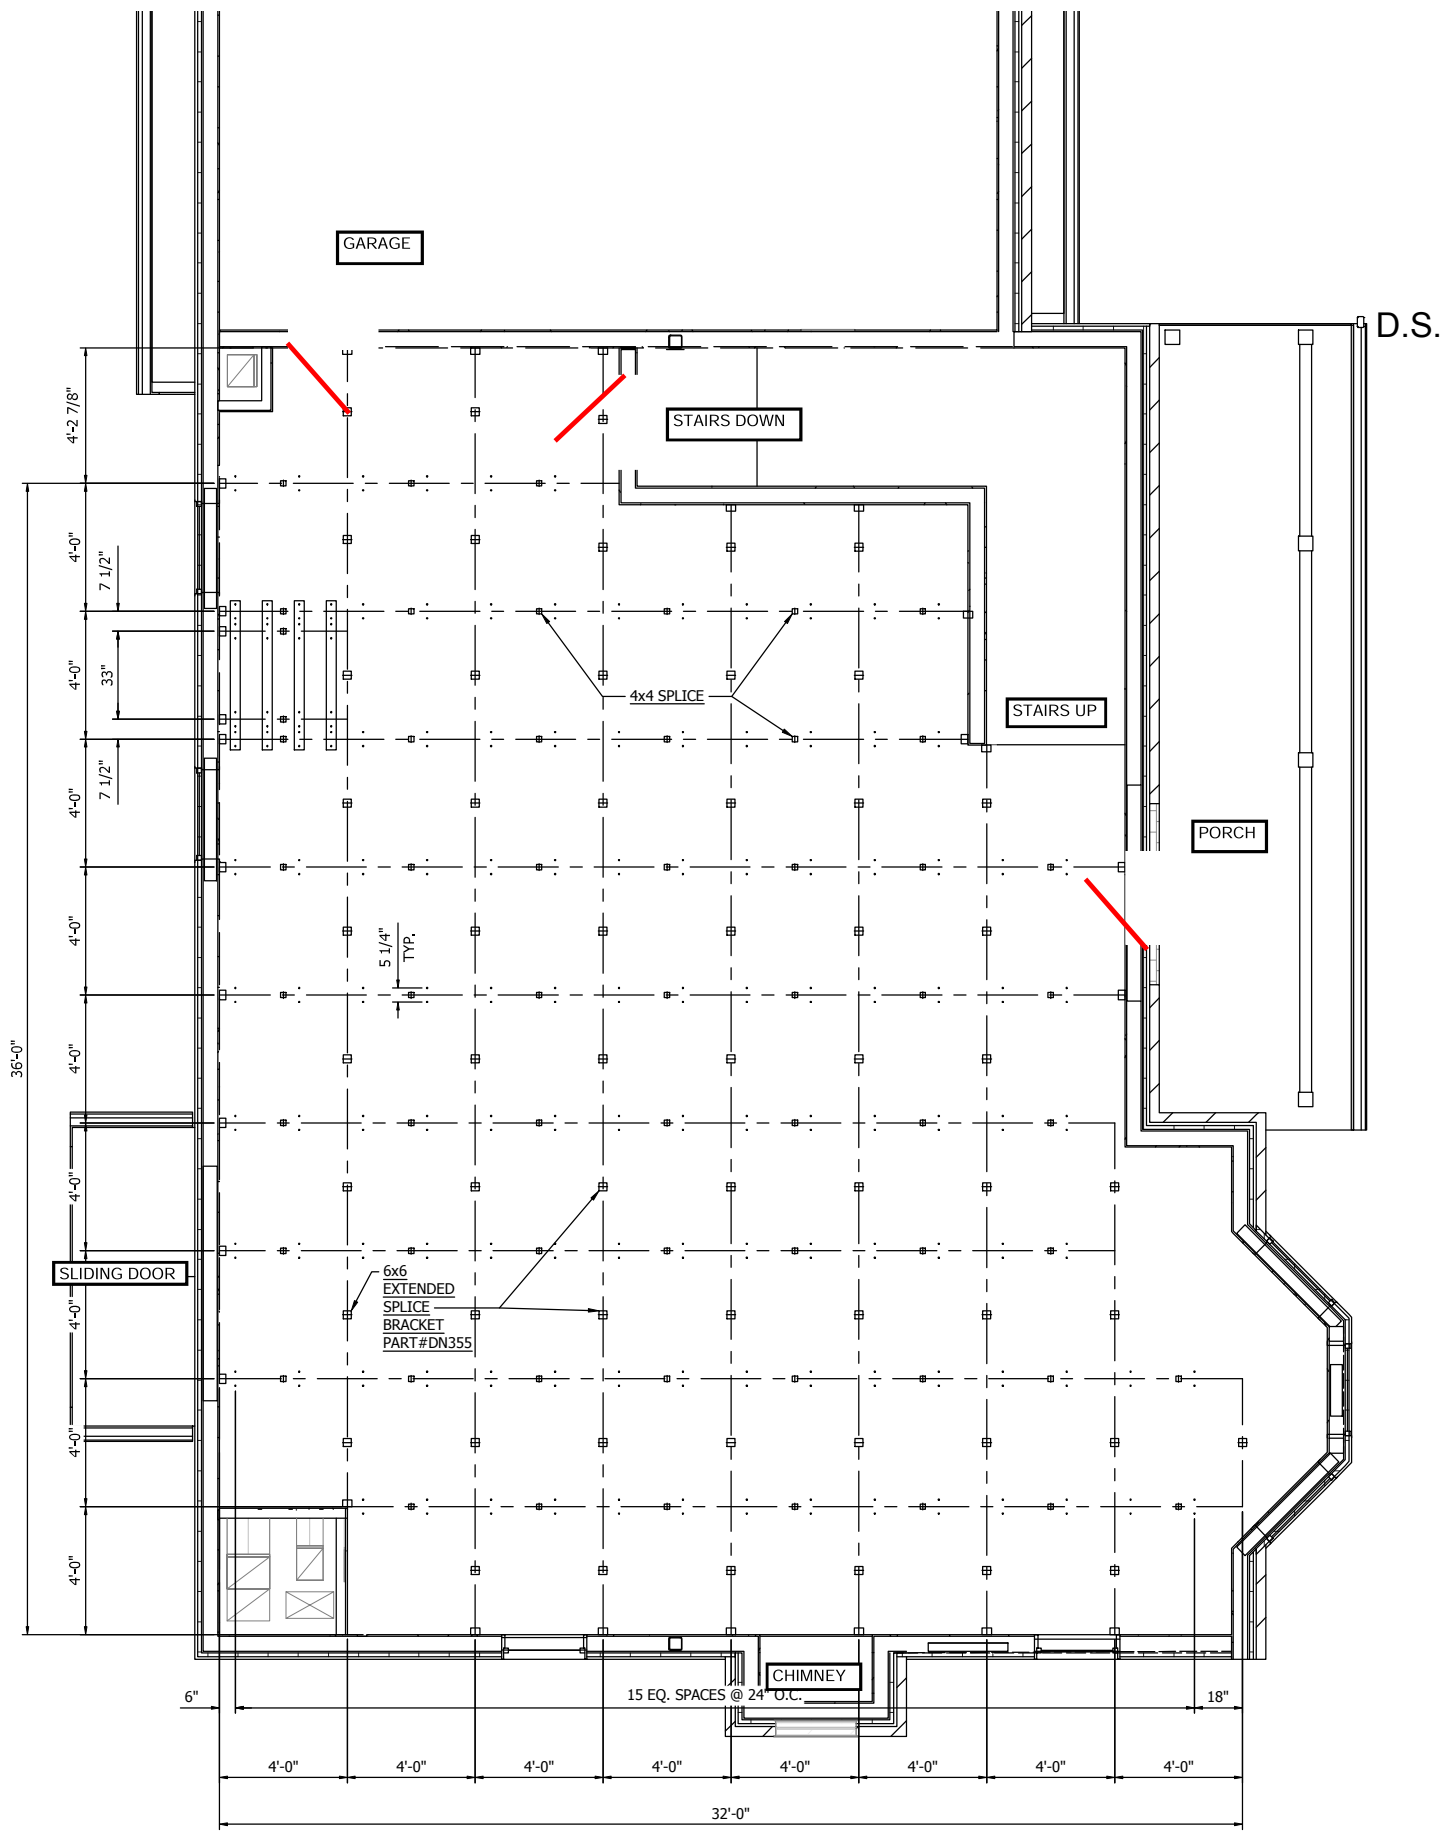 GARAGE
D.S.
4'-2 7/8"
STAIRS DOWN
4'-0"
7 1/2"
4'-0"
33"
4x4 SPLICE
STAIRS UP
7 1/2"
4'-0"
PORCH
4'-0"
5 1/4"
TYP.
36'-0"
4'-0"
4'-0"
SLIDING DOOR
6x6
EXTENDED
SPLICE
BRACKET
PART#DN355
4'-0"
4'-0"
4'-0"
CHIMNEY
6"
15 EQ. SPACES @ 24" O.C.
18"
4'-0" 4'-0" 4'-0" 4'-0" 4'-0" 4'-0" 4'-0" 4'-0"
32'-0"